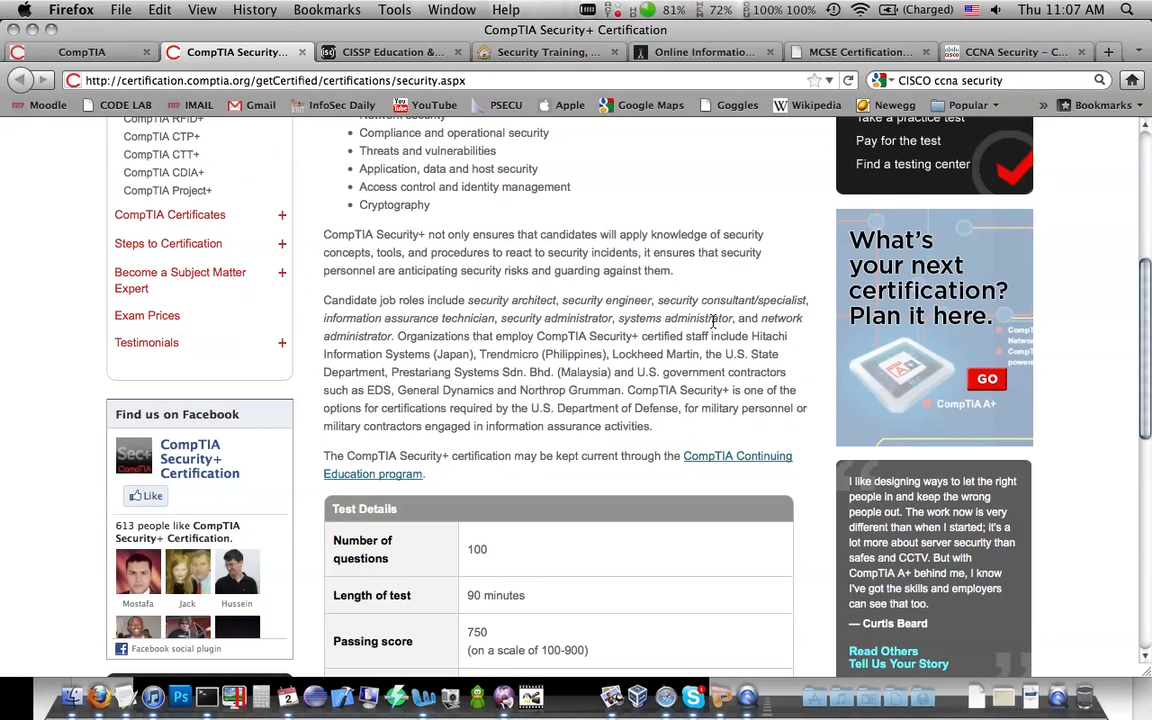 Firefox File Edit View History Bookmarks Tools Window Help 81% 72% 100% 100% (Charged) Thu 11:07 AM
CompTIA Security+ Certification
CompTIA CompTIA Security... CISSP Education &... Security Training, ... Online Informatio... MCSE Certification... CCNA Security – C...
http://certification.comptia.org/getCertified/certifications/security.aspx CISCO ccna security
Moodle CODE LAB IMAIL Gmail InfoSec Daily YouTube PSECU Apple Google Maps Goggles Wikipedia Newegg Popular Bookmarks
CompTIA RFID+
CompTIA CTP+
CompTIA CTT+
CompTIA CDIA+
CompTIA Project+
CompTIA Certificates +
Steps to Certification +
Become a Subject Matter +
Expert
Exam Prices
Testimonials +
Find us on Facebook
Sec+
CompTIA
CompTIA
Security+
Certification
Like
613 people like CompTIA
Security+ Certification.
Mostafa Jack Hussein
Facebook social plugin
Network security
• Compliance and operational security
• Threats and vulnerabilities
• Application, data and host security
• Access control and identity management
• Cryptography
CompTIA Security+ not only ensures that candidates will apply knowledge of security
concepts, tools, and procedures to react to security incidents, it ensures that security
personnel are anticipating security risks and guarding against them.
Candidate job roles include security architect, security engineer, security consultant/specialist,
information assurance technician, security administrator, systems administrator, and network
administrator. Organizations that employ CompTIA Security+ certified staff include Hitachi
Information Systems (Japan), Trendmicro (Philippines), Lockheed Martin, the U.S. State
Department, Prestariang Systems Sdn. Bhd. (Malaysia) and U.S. government contractors
such as EDS, General Dynamics and Northrop Grumman. CompTIA Security+ is one of the
options for certifications required by the U.S. Department of Defense, for military personnel or
military contractors engaged in information assurance activities.
The CompTIA Security+ certification may be kept current through the CompTIA Continuing
Education program.
Test Details
Number of
questions
100
Length of test 90 minutes
Passing score
750
(on a scale of 100-900)
Take a practice test
Pay for the test
Find a testing center
What's
your next
certification?
Plan it here.
GO
CompTIA A+
I like designing ways to let the right
people in and keep the wrong
people out. The work now is very
different than when I started; it's a
lot more about server security than
safes and CCTV. But with
CompTIA A+ behind me, I know
I've got the skills and employers
can see that too.
— Curtis Beard
Read Others
Tell Us Your Story